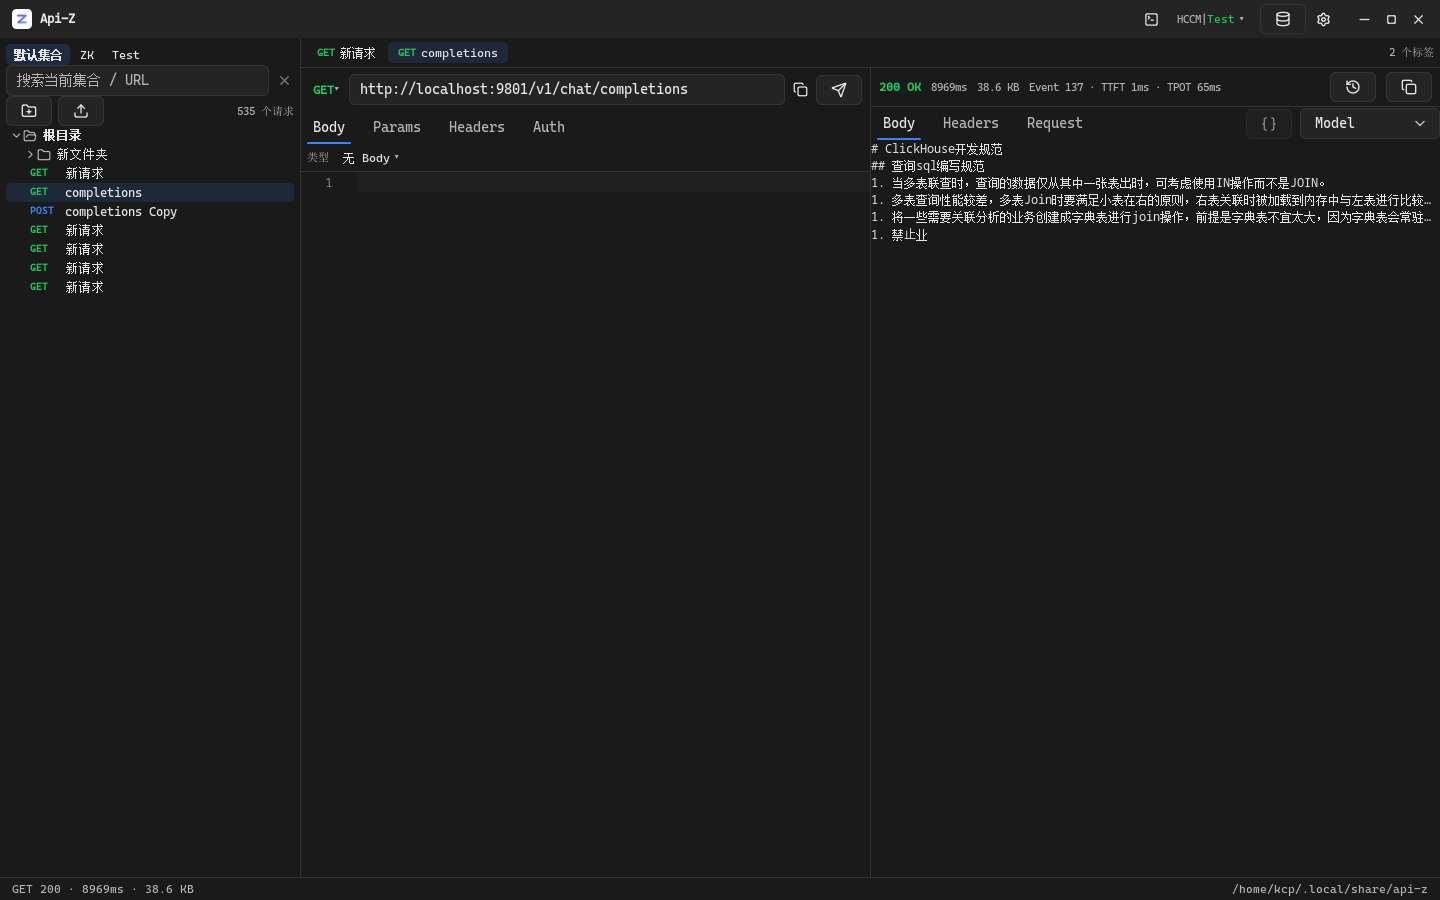 Api-Z
HCCM|Test
默认集合 ZK Test
搜索当前集合 / URL
535 个请求
根目录
新文件夹
GET 新请求
GET completions
POST completions Copy
GET 新请求
GET 新请求
GET 新请求
GET 新请求
GET 新请求 GET completions
2 个标签
GET http://localhost:9801/v1/chat/completions
Body Params Headers Auth
类型 无 Body
1
200 OK 8969ms 38.6 KB Event 137 · TTFT 1ms · TPOT 65ms
Body Headers Request {} Model
# ClickHouse开发规范
## 查询sql编写规范
1. 当多表联查时，查询的数据仅从其中一张表出时，可考虑使用IN操作而不是JOIN。
1. 多表查询性能较差，多表Join时要满足小表在右的原则，右表关联时被加载到内存中与左表进行比较…
1. 将一些需要关联分析的业务创建成字典表进行join操作，前提是字典表不宜太大，因为字典表会常驻…
1. 禁止业
GET 200 · 8969ms · 38.6 KB
/home/kcp/.local/share/api-z